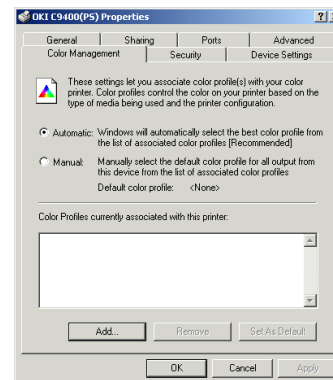 OKI C9400(PS) Properties
General Sharing Ports Advanced
Color Management Security Device Settings
These settings let you associate color profile(s) with your color
printer. Color profiles control the color on your printer based on the
type of media being used and the printer configuration.
Automatic: Windows will automatically select the best color profile from
the list of associated color profiles [Recommended]
Manual: Manually select the default color profile for all output from
this device from the list of associated color profiles
Default color profile: <None>
Color Profiles currently associated with this printer:
Add... Remove Set As Default
OK Cancel Apply